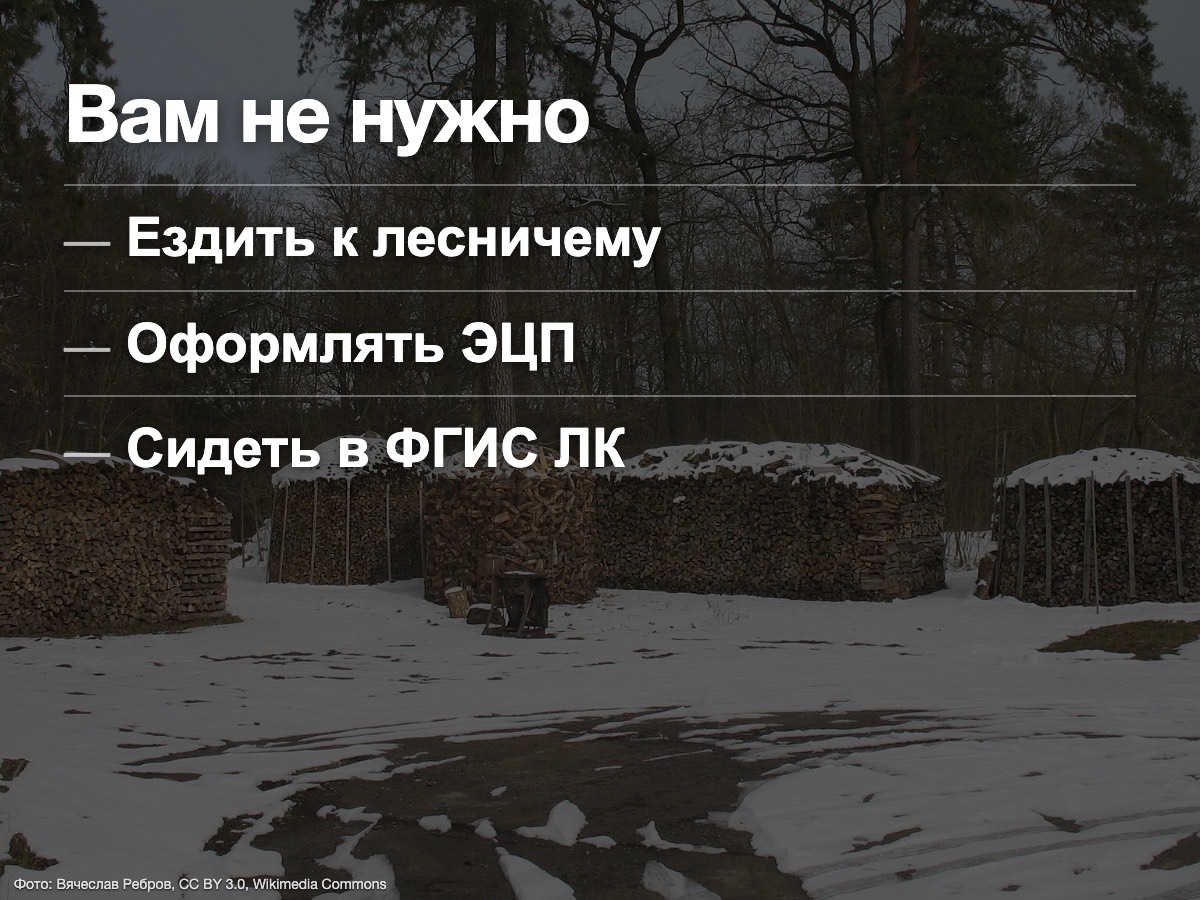 Вам не нужно
— Ездить к лесничему
— Оформлять ЭЦП
— Сидеть в ФГИС ЛК
Фото: Вячеслав Ребров, CC BY 3.0, Wikimedia Commons